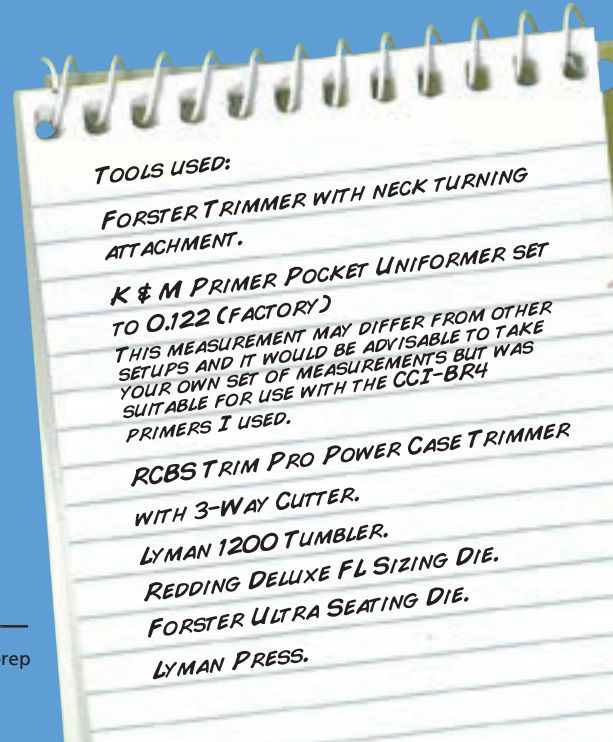 Tools used:
Forster Trimmer with neck turning
attachment.
K & M Primer Pocket Uniformer set
to 0.122 (factory)
This measurement may differ from other
setups and it would be advisable to take
your own set of measurements but was
suitable for use with the CCI-BR4
primers I used.
RCBS Trim Pro Power Case Trimmer
with 3-Way Cutter.
Lyman 1200 Tumbler.
Redding Deluxe FL Sizing Die.
Forster Ultra Seating Die.
Lyman Press.
rep